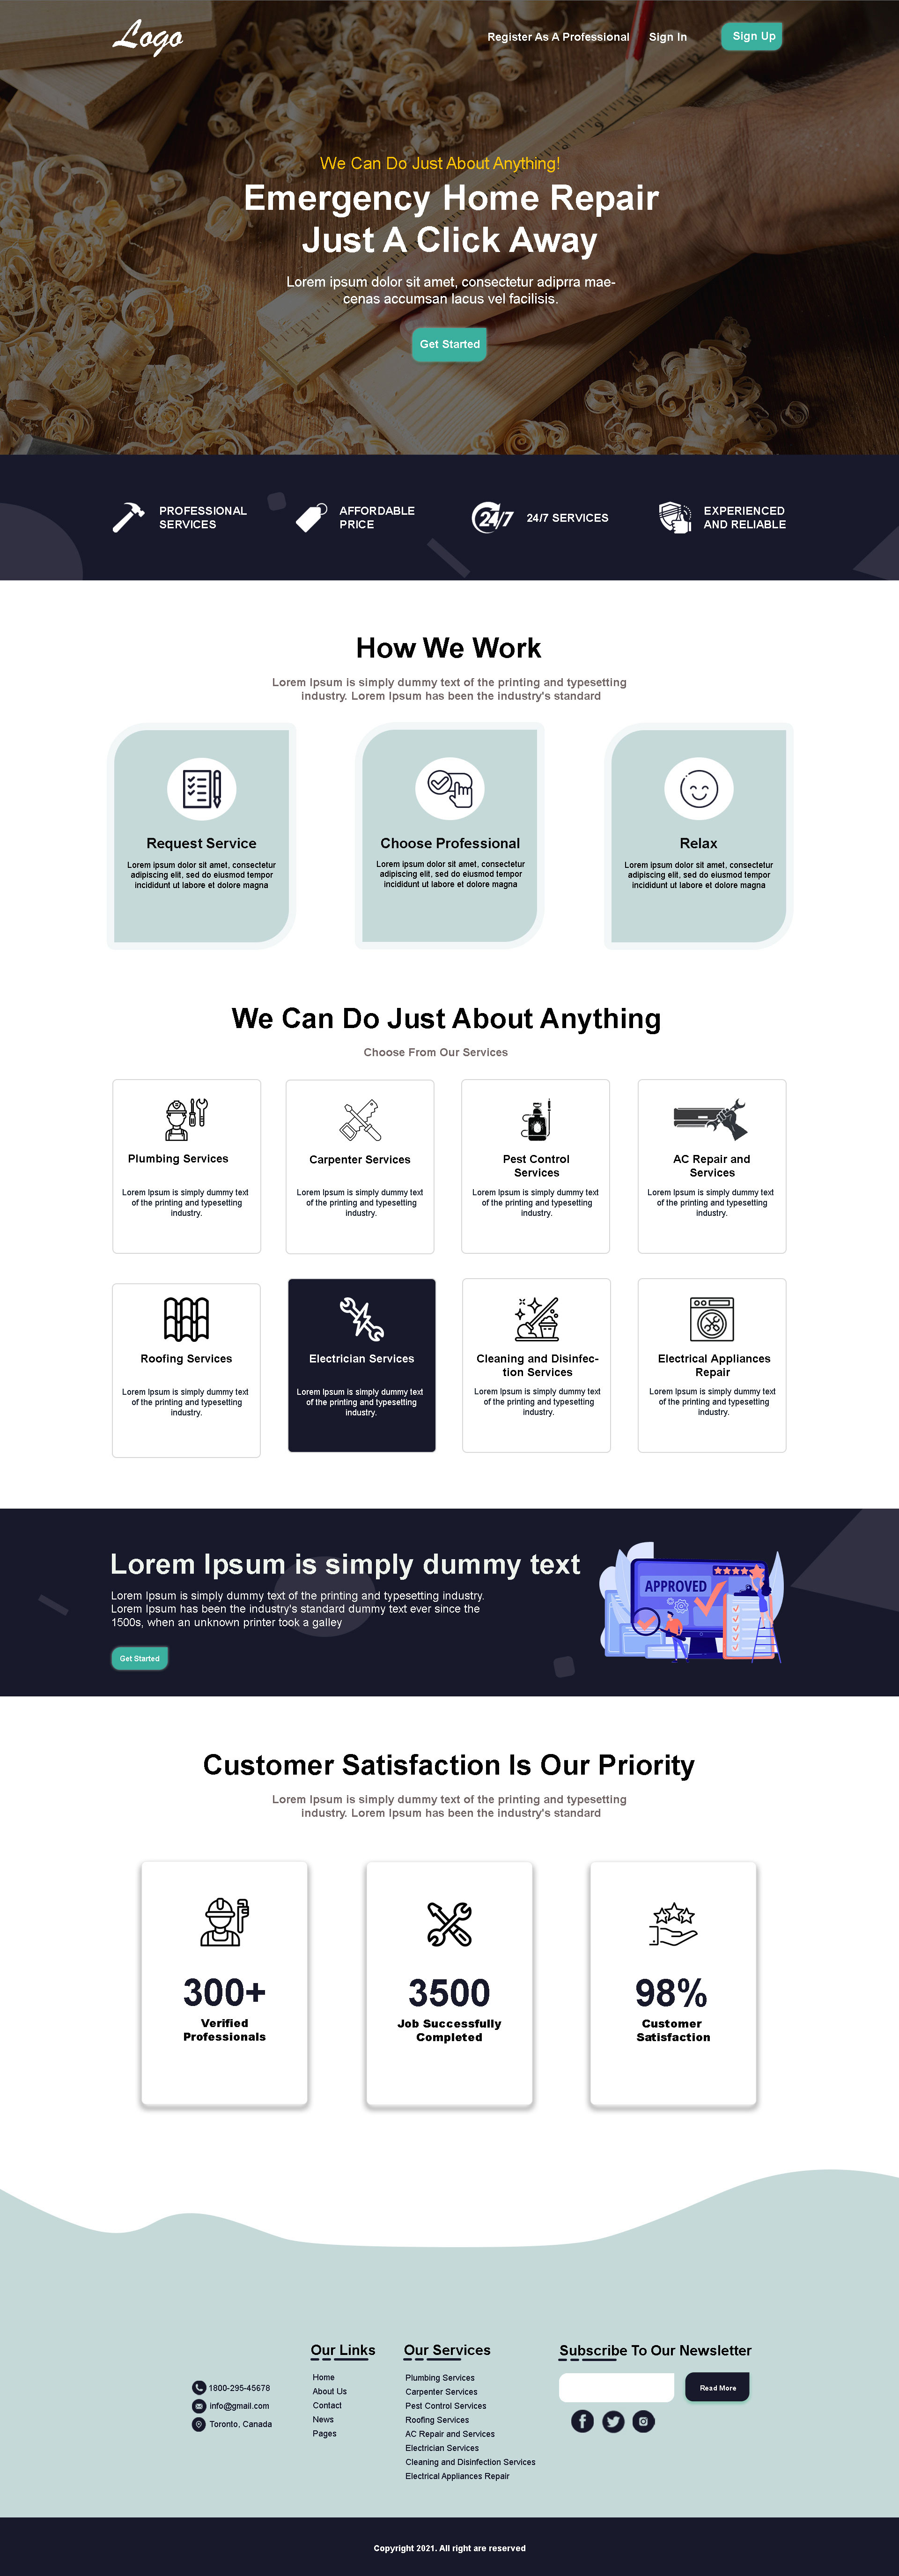 Logo
Register As A Professional
Sign In
Sign Up
We Can Do Just About Anything!
Emergency Home Repair
Just A Click Away
Lorem ipsum dolor sit amet, consectetur adiprra mae-
cenas accumsan lacus vel facilisis.
Get Started
PROFESSIONAL
SERVICES
AFFORDABLE
PRICE
24/7
24/7 SERVICES
EXPERIENCED
AND RELIABLE
How We Work
Lorem Ipsum is simply dummy text of the printing and typesetting
industry. Lorem Ipsum has been the industry's standard
Request Service
Lorem ipsum dolor sit amet, consectetur
adipiscing elit, sed do eiusmod tempor
incididunt ut labore et dolore magna
Choose Professional
Lorem ipsum dolor sit amet, consectetur
adipiscing elit, sed do eiusmod tempor
incididunt ut labore et dolore magna
Relax
Lorem ipsum dolor sit amet, consectetur
adipiscing elit, sed do eiusmod tempor
incididunt ut labore et dolore magna
We Can Do Just About Anything
Choose From Our Services
Plumbing Services
Lorem Ipsum is simply dummy text
of the printing and typesetting
industry.
Carpenter Services
Lorem Ipsum is simply dummy text
of the printing and typesetting
industry.
Pest Control
Services
Lorem Ipsum is simply dummy text
of the printing and typesetting
industry.
AC Repair and
Services
Lorem Ipsum is simply dummy text
of the printing and typesetting
industry.
Roofing Services
Lorem Ipsum is simply dummy text
of the printing and typesetting
industry.
Electrician Services
Lorem Ipsum is simply dummy text
of the printing and typesetting
industry.
Cleaning and Disinfec-
tion Services
Lorem Ipsum is simply dummy text
of the printing and typesetting
industry.
Electrical Appliances
Repair
Lorem Ipsum is simply dummy text
of the printing and typesetting
industry.
Lorem Ipsum is simply dummy text
Lorem Ipsum is simply dummy text of the printing and typesetting industry.
Lorem Ipsum has been the industry's standard dummy text ever since the
1500s, when an unknown printer took a galley
Get Started
APPROVED
Customer Satisfaction Is Our Priority
Lorem Ipsum is simply dummy text of the printing and typesetting
industry. Lorem Ipsum has been the industry's standard
300+
Verified
Professionals
3500
Job Successfully
Completed
98%
Customer
Satisfaction
1800-295-45678
info@gmail.com
Toronto, Canada
Our Links
Home
About Us
Contact
News
Pages
Our Services
Plumbing Services
Carpenter Services
Pest Control Services
Roofing Services
AC Repair and Services
Electrician Services
Cleaning and Disinfection Services
Electrical Appliances Repair
Subscribe To Our Newsletter
Read More
Copyright 2021. All right are reserved